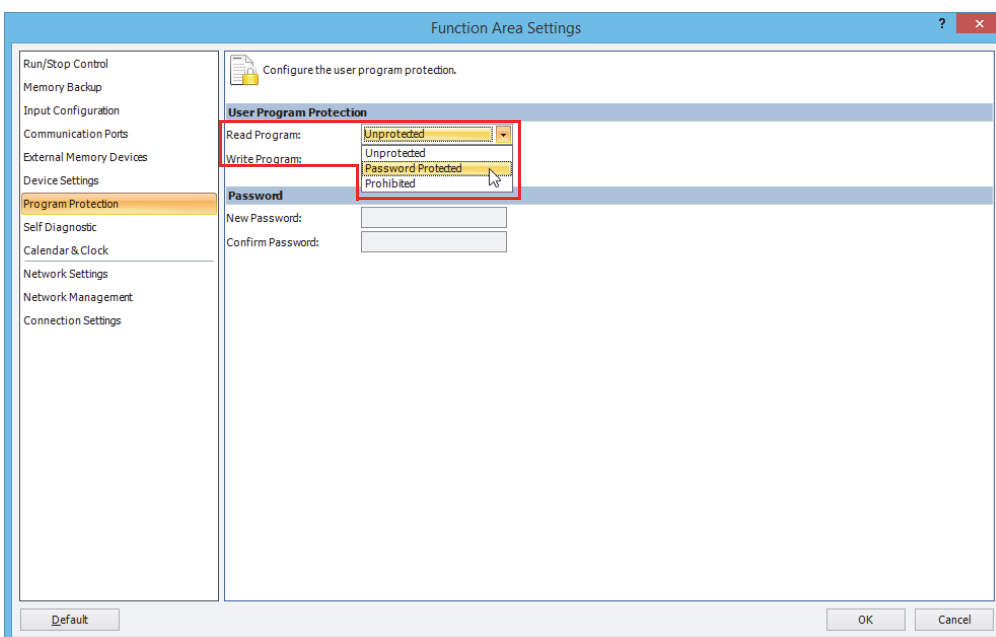 Function Area Settings
?
Run/Stop Control
Memory Backup
Input Configuration
Communication Ports
External Memory Devices
Device Settings
Program Protection
Self Diagnostic
Calendar & Clock
Network Settings
Network Management
Connection Settings
Configure the user program protection.
User Program Protection
Read Program: Unprotected
Write Program:
Unprotected
Password Protected
Prohibited
Password
New Password:
Confirm Password:
Default
OK
Cancel